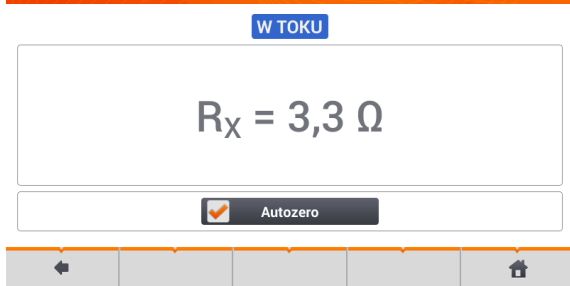 W TOKU
RX = 3,3 Ω
Autozero